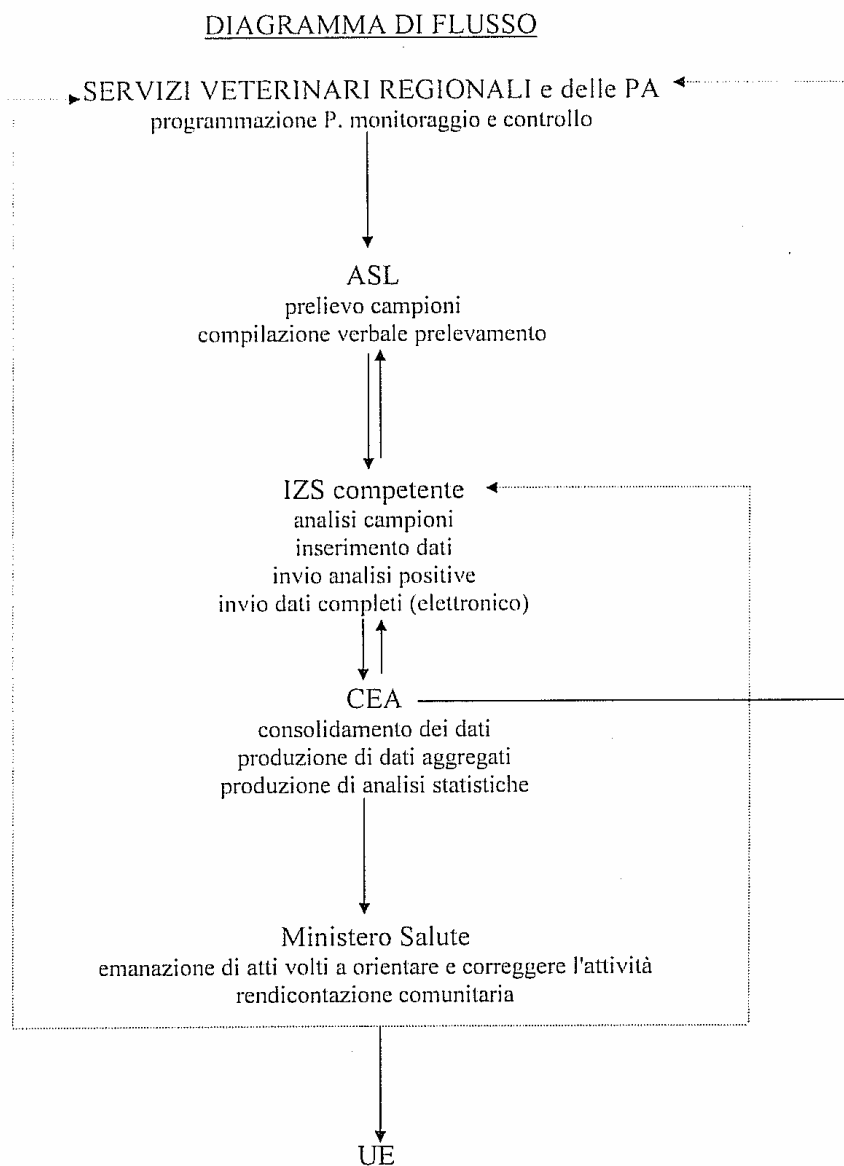 DIAGRAMMA DI FLUSSO
SERVIZI VETERINARI REGIONALI e delle PA
programmazione P. monitoraggio e controllo
ASL
prelievo campioni
compilazione verbale prelevamento
IZS competente
analisi campioni
inserimento dati
invio analisi positive
invio dati completi (elettronico)
CEA
consolidamento dei dati
produzione di dati aggregati
produzione di analisi statistiche
Ministero Salute
emanazione di atti volti a orientare e correggere l'attività
rendicontazione comunitaria
UE